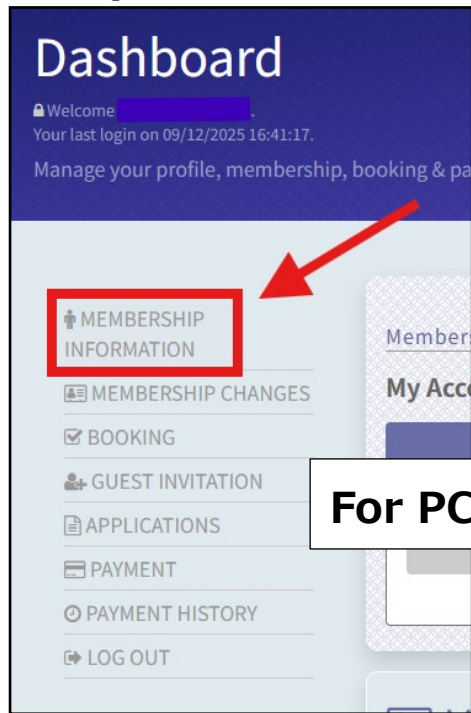 Dashboard
Welcome .
Your last login on 09/12/2025 16:41:17.
Manage your profile, membership, booking & pa
MEMBERSHIP
INFORMATION
Members
My Acco
MEMBERSHIP CHANGES
BOOKING
GUEST INVITATION
For PC
APPLICATIONS
PAYMENT
PAYMENT HISTORY
LOG OUT